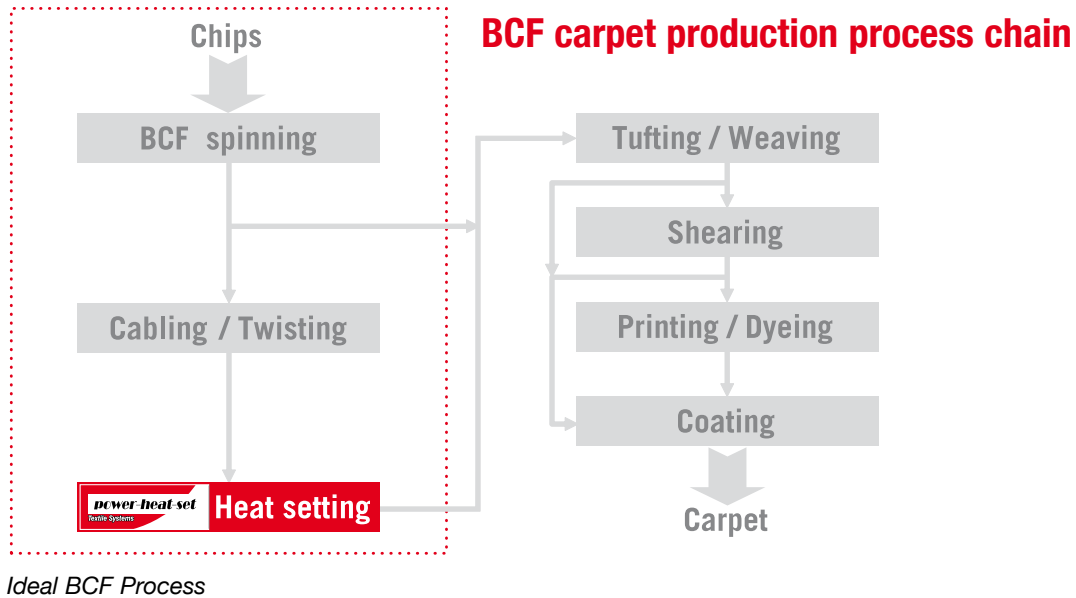 BCF carpet production process chain
Chips
BCF spinning
Cabling / Twisting
power-heat-set
Textile Systems
Heat setting
Tufting / Weaving
Shearing
Printing / Dyeing
Coating
Carpet
Ideal BCF Process